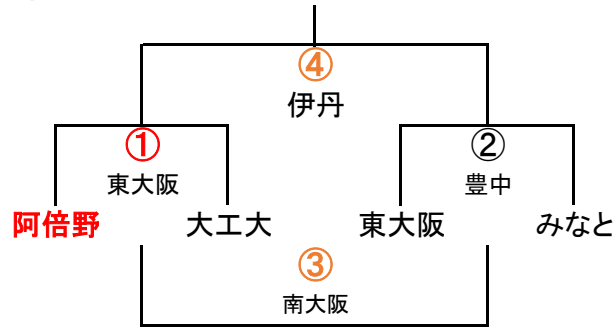 ④
伊丹
① ②
東大阪 豊中
阿倍野 大工大 東大阪 みなと
③
南大阪